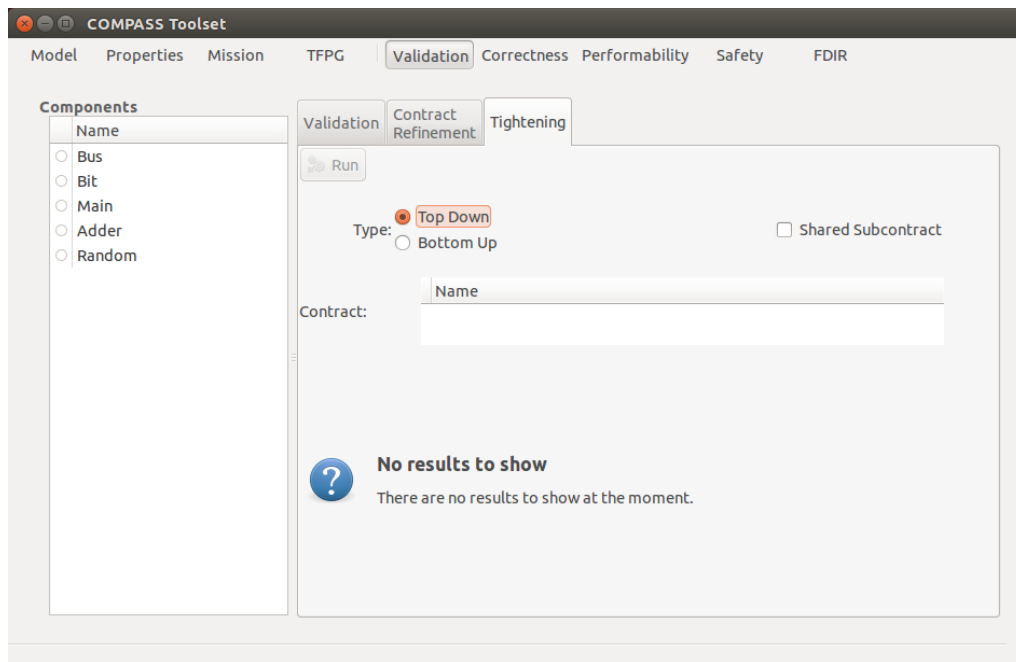 COMPASS Toolset
Model Properties Mission TFPG Validation Correctness Performability Safety FDIR
Components
Name
Bus
Bit
Main
Adder
Random
Validation
Contract
Refinement
Tightening
Run
Type:
Top Down
Bottom Up
Shared Subcontract
Contract:
Name
?
No results to show
There are no results to show at the moment.